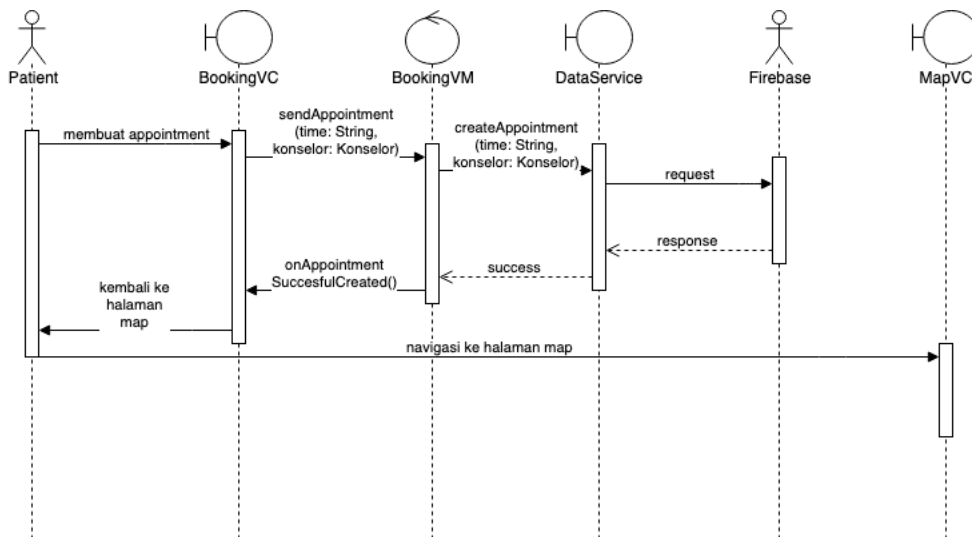 Patient
BookingVC
BookingVM
DataService
Firebase
MapVC
membuat appointment
sendAppointment
(time: String,
konselor: Konselor)
createAppointment
(time: String,
konselor: Konselor)
request
response
success
onAppointment
SuccesfulCreated()
kembali ke
halaman
map
navigasi ke halaman map